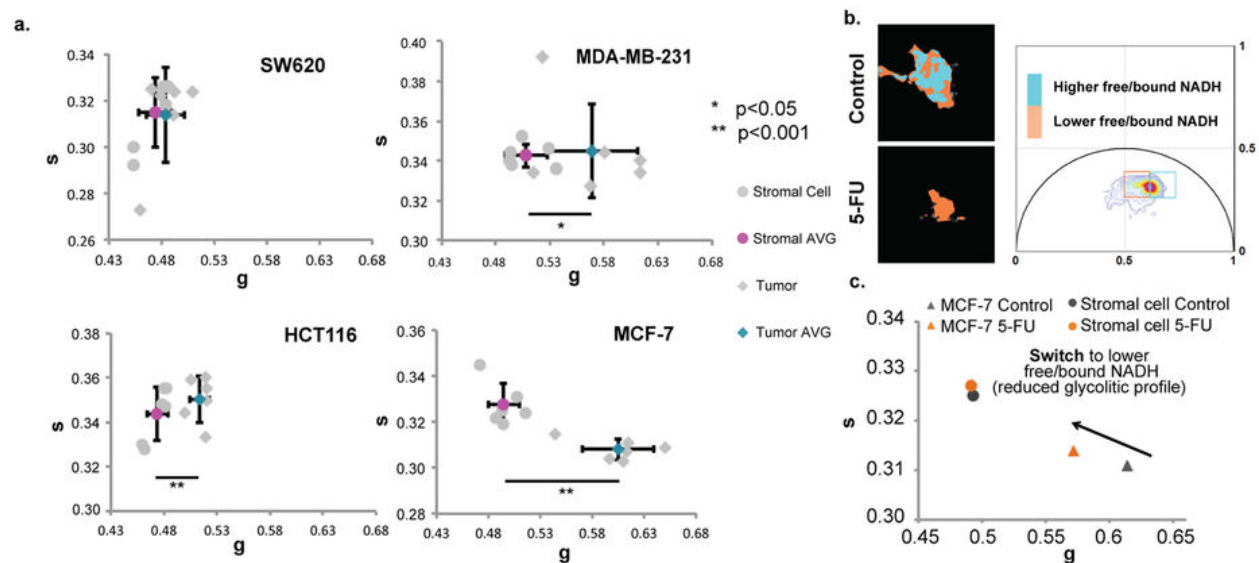 a.
SW620
s
0.34
0.32
0.30
0.28
0.26
0.43 0.48 0.53 0.58 0.63 0.68
g
MDA-MB-231
s
0.40
0.38
0.36
0.34
0.32
0.30
*
0.43 0.48 0.53 0.58 0.63 0.68
g
* p<0.05
** p<0.001
Stromal Cell
Stromal AVG
Tumor
Tumor AVG
HCT116
s
0.38
0.36
0.34
0.32
0.30
**
0.43 0.48 0.53 0.58 0.63 0.68
g
MCF-7
s
0.36
0.34
0.32
0.30
0.28
**
0.43 0.48 0.53 0.58 0.63 0.68
g
b.
Control
5-FU
Higher free/bound NADH
Lower free/bound NADH
1
0.5
0
0 0.5 1
c.
MCF-7 Control Stromal cell Control
MCF-7 5-FU Stromal cell 5-FU
Switch to lower
free/bound NADH
(reduced glycolitic profile)
s
0.34
0.33
0.32
0.31
0.30
0.45 0.5 0.55 0.6 0.65
g